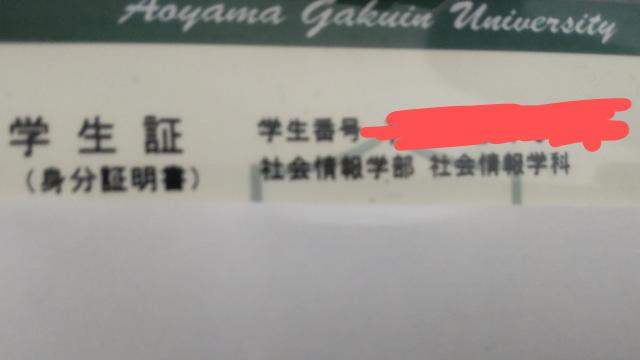 Aoyama Gakuin University
学生証
学生番号
(身分証明書)
社会情報学部 社会情報学科